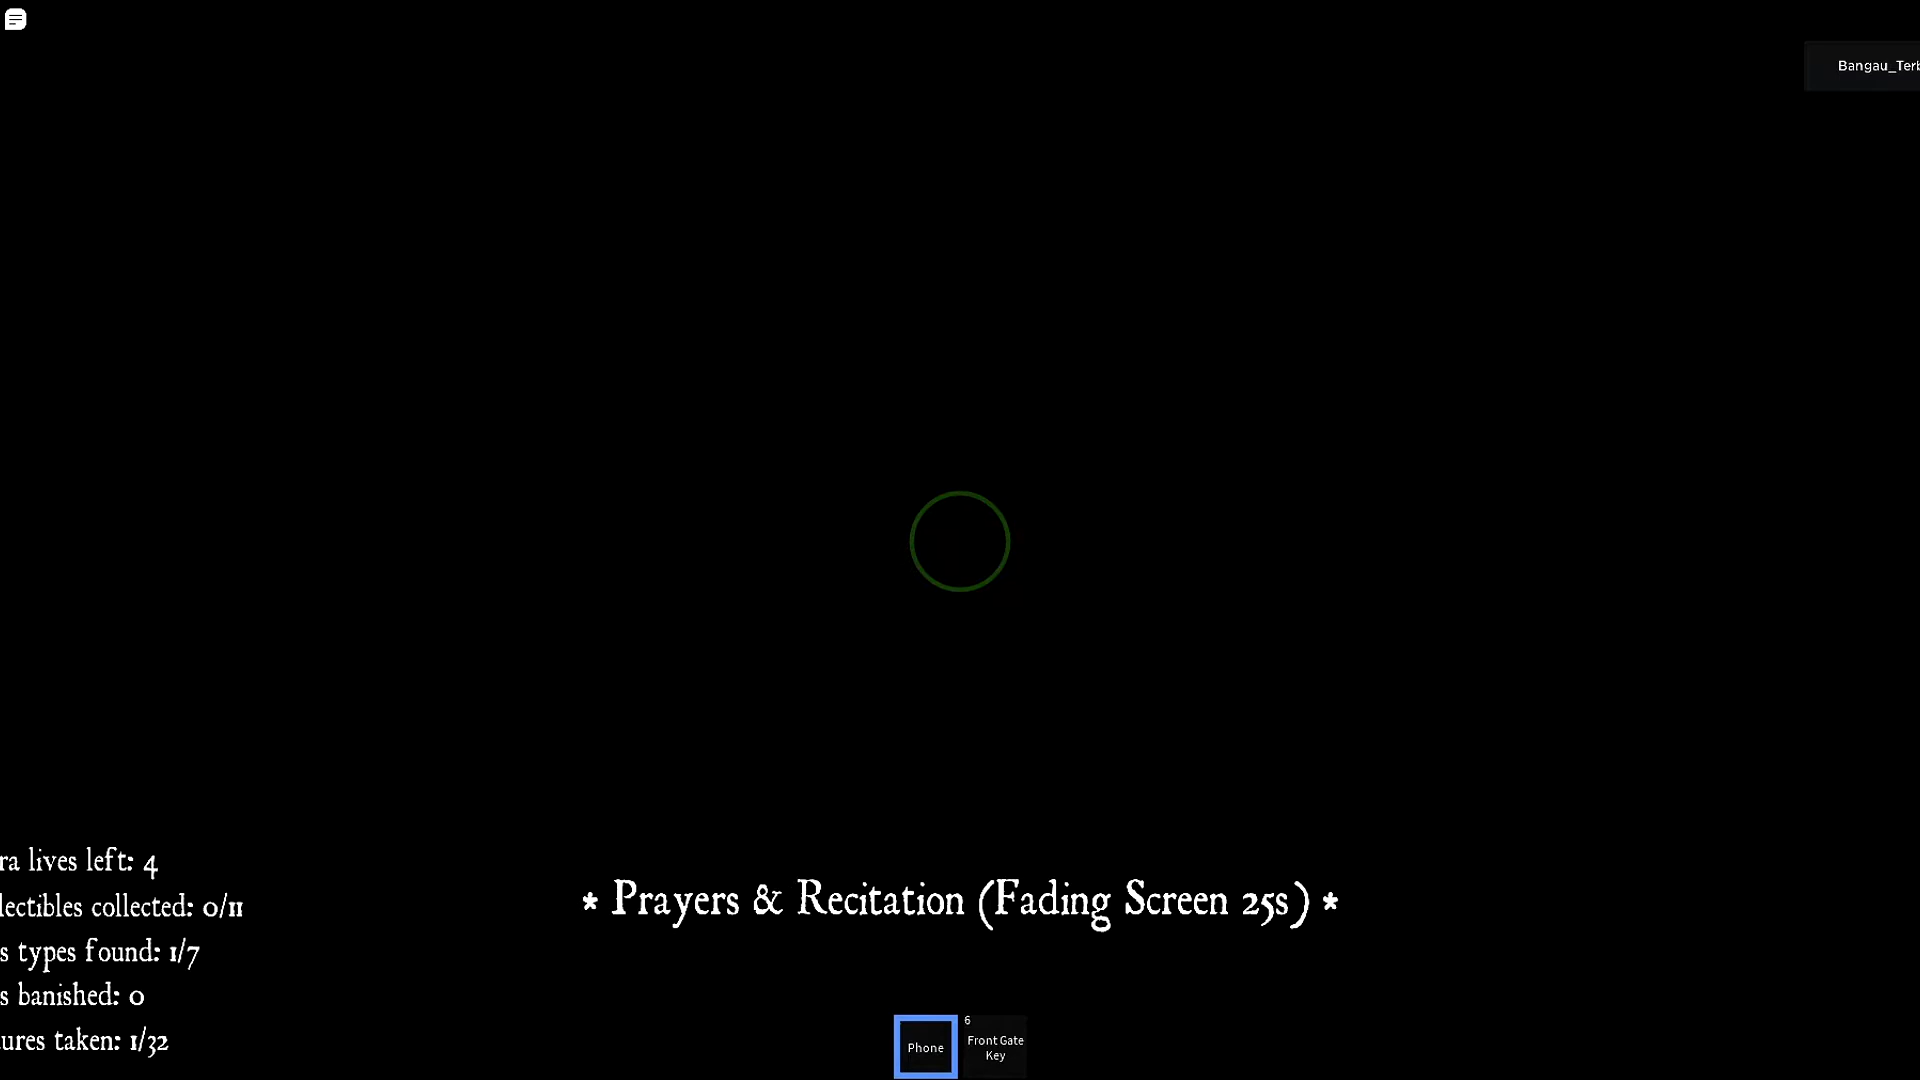 Bangau_Terb
ra lives left: 4
lectibles collected: 0/11
s types found: 1/7
s banished: 0
ures taken: 1/32
* Prayers & Recitation (Fading Screen 25s) *
Phone
6
Front Gate
Key